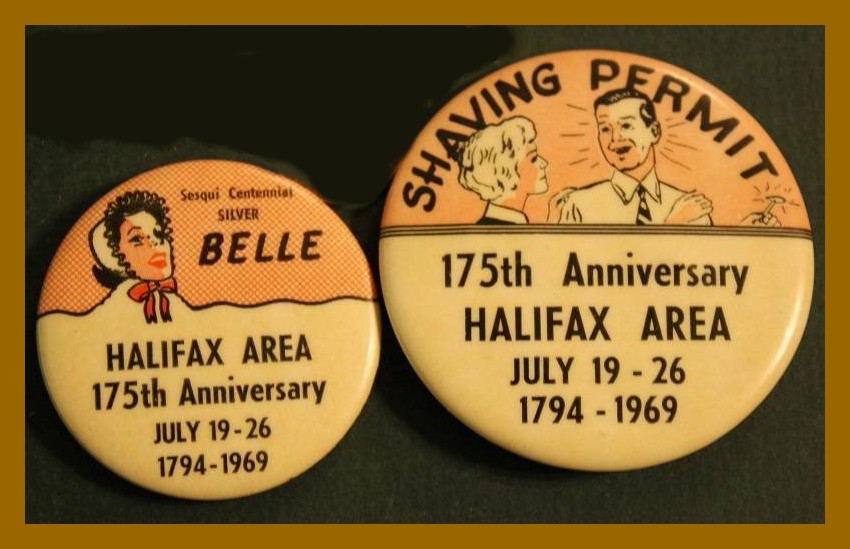 Sesqui Centennial
SILVER
BELLE
HALIFAX AREA
175th Anniversary
JULY 19-26
1794-1969
SHAVING PERMIT
175th Anniversary
HALIFAX AREA
JULY 19 - 26
1794 - 1969